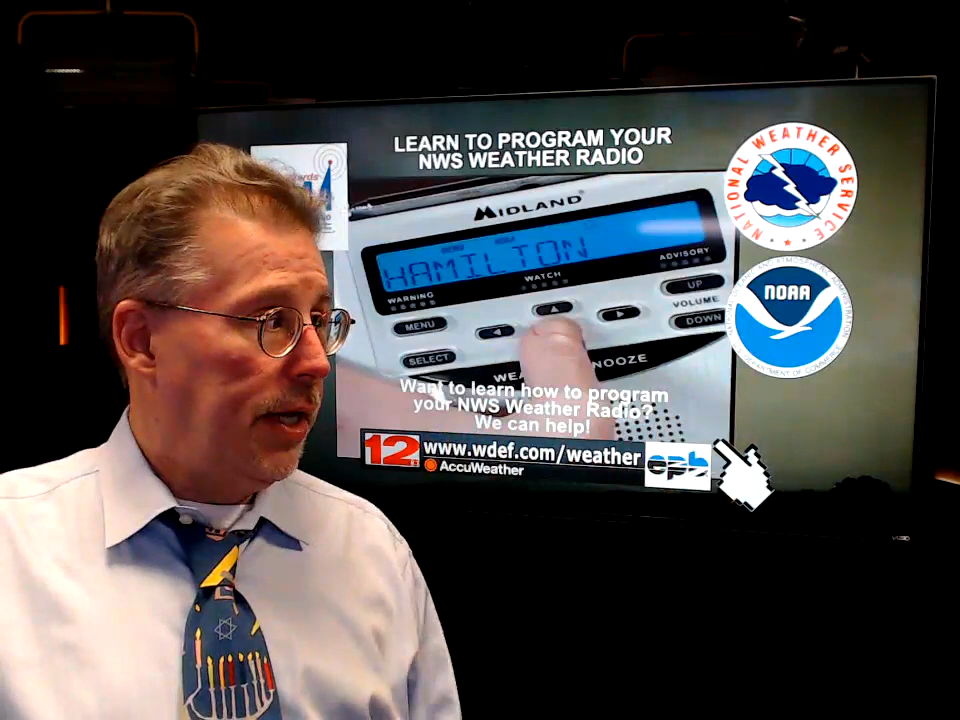 LEARN TO PROGRAM YOUR
NWS WEATHER RADIO
NATIONAL WEATHER SERVICE
MIDLAND
HAMILTON
WARNING
WATCH
ADVISORY
MENU
UP
VOLUME
DOWN
SELECT
NOAA
Want to learn how to program
your NWS Weather Radio?
We can help!
12 www.wdef.com/weather epb
AccuWeather
VIZIO